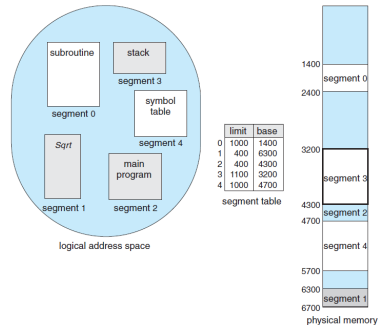 subroutine
segment 0
stack
segment 3
symbol
table
segment 4
Sqrt
segment 1
main
program
segment 2
logical address space
limit base
0 1000 1400
1 400 6300
2 400 4300
3 1100 3200
4 1000 4700
segment table
1400
segment 0
2400
3200
segment 3
4300
segment 2
4700
segment 4
5700
6300
segment 1
6700
physical memory